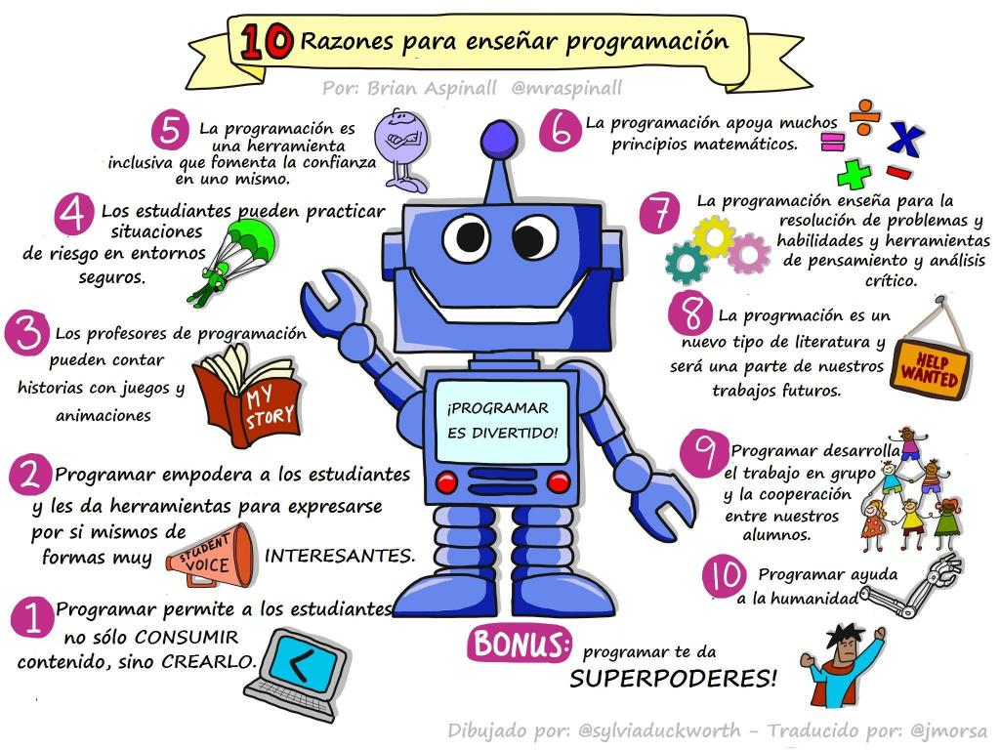 10 Razones para enseñar programación
Por: Brian Aspinall @mraspinall
5
La programación es
una herramienta
inclusiva que fomenta la confianza
en uno mismo.
4
Los estudiantes pueden practicar
situaciones
de riesgo en entornos
seguros.
3
Los profesores de programación
pueden contar
historias con juegos y
animaciones
MY
STORY
2
Programar empodera a los estudiantes
y les da herramientas para expresarse
por si mismos de
formas muy INTERESANTES.
STUDENT
VOICE
1
Programar permite a los estudiantes
no sólo CONSUMIR
contenido, sino CREARLO.
<
¡PROGRAMAR
ES DIVERTIDO!
6
La programación apoya muchos
principios matemáticos.
÷
=
x
+
-
7
La programación enseña para la
resolución de problemas y
habilidades y herramientas
de pensamiento y análisis
crítico.
8
La progrmación es un
nuevo tipo de literatura y
será una parte de nuestros
trabajos futuros.
HELP
WANTED
9
Programar desarrolla
el trabajo en grupo
y la cooperación
entre nuestros
alumnos.
10
Programar ayuda
a la humanidad
BONUS: programar te da
SUPERPODERES!
Dibujado por: @sylviaduckworth - Traducido por: @jmorsa